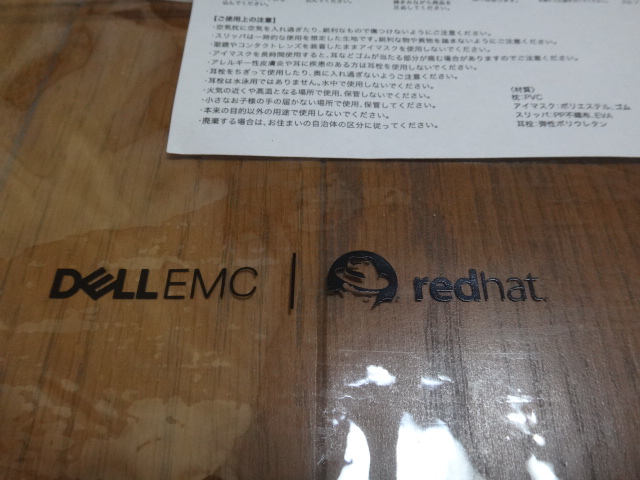 込んでください。
【ご使用上の注意】
・空気枕に空気を入れ過ぎたり、鋭利なもので傷つけないようにご注意ください。
・スリッパは一時的な使用を想定した生地です。鋭利な物や異物を踏まないようにご注意ください。
・眼鏡やコンタクトレンズを装着したままアイマスクを使用しないでください。
・アイマスクを長時間使用すると、耳などゴムが当たる部分が痛む場合がありますのでご注意ください。
・アレルギー性皮膚炎や耳に疾患のある方は耳栓を使用しないでください。
・耳栓をちぎって使用したり、奥に入れ過ぎないようご注意ください。
・耳栓は水泳用ではありません。水中で使用しないでください。
・火気の近くや高温となる場所で使用、保管しないでください。
・小さなお子様の手の届かない場所で使用、保管してください。
・本来の目的以外の用途で使用しないでください。
・廃棄する場合は、お住まいの自治体の区分に従ってください。
(材質)
枕:PVC
アイマスク:ポリエステル、ゴム
スリッパ:PP不織布、EVA
耳栓:弾性ポリウレタン
DELLEMC | redhat.